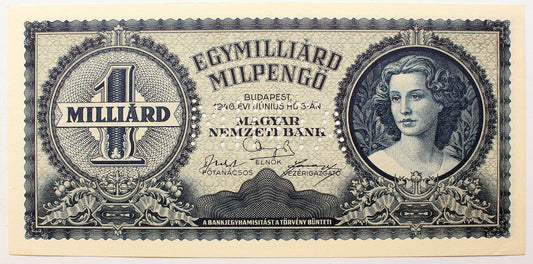 1
MILLIÁRD
EGYMILLIÁRD
MILPENGŐ
BUDAPEST,
1946. ÉVI JÚNIUS HÓ 3-ÁN
MAGYAR
NEMZETI BANK
ELNÖK
FŐTANÁCSOS
VEZÉRIGAZGATÓ
A BANKJEGYHAMISÍTÁST A TÖRVÉNY BÜNTETI